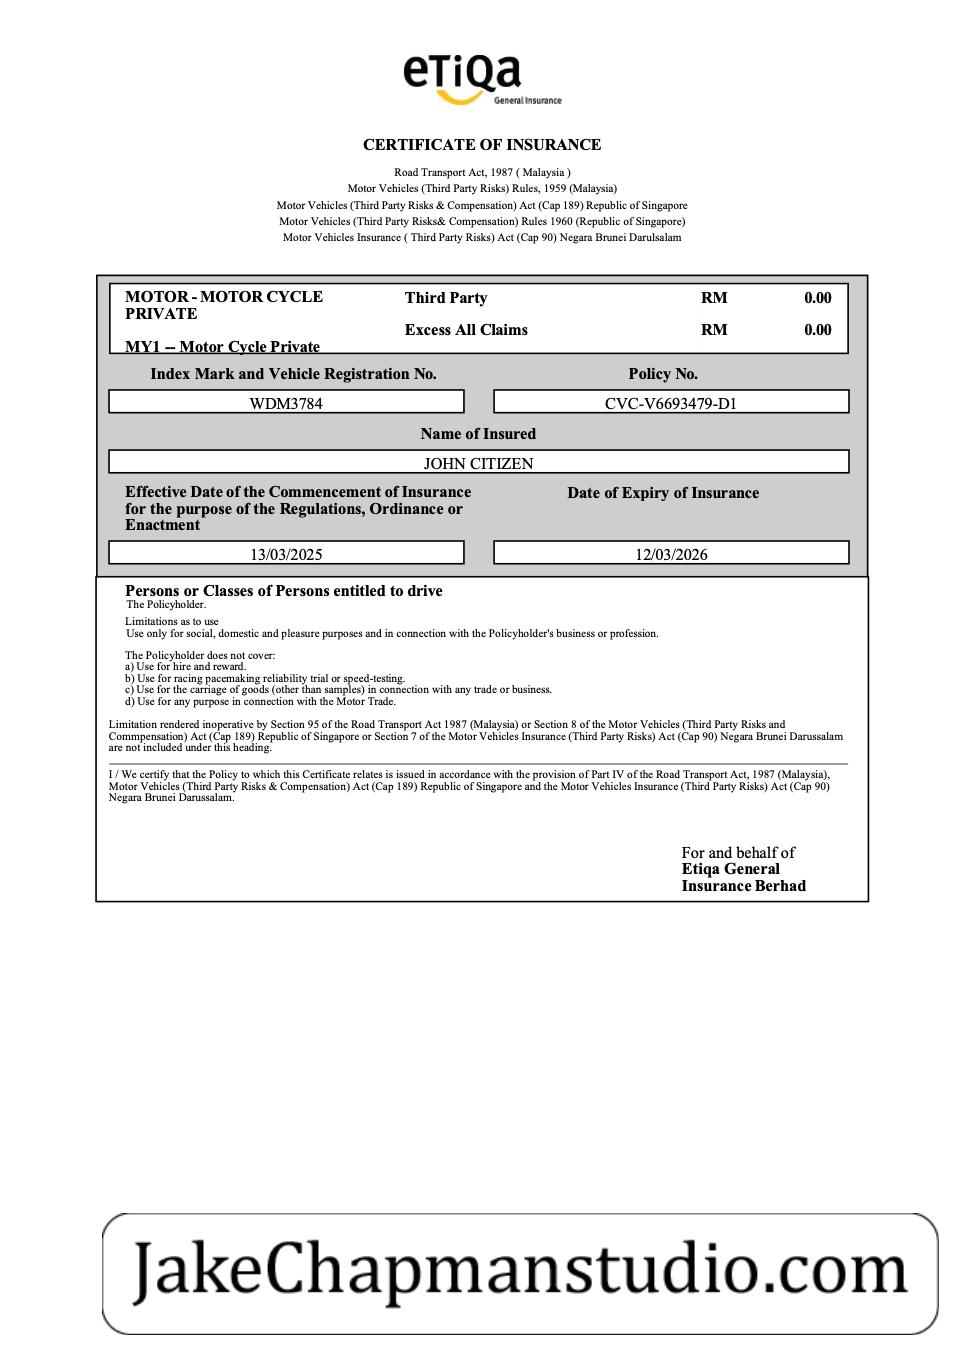 eTiQa
General Insurance
CERTIFICATE OF INSURANCE
Road Transport Act, 1987 ( Malaysia )
Motor Vehicles (Third Party Risks) Rules, 1959 (Malaysia)
Motor Vehicles (Third Party Risks & Compensation) Act (Cap 189) Republic of Singapore
Motor Vehicles (Third Party Risks& Compensation) Rules 1960 (Republic of Singapore)
Motor Vehicles Insurance ( Third Party Risks) Act (Cap 90) Negara Brunei Darulsalam
MOTOR - MOTOR CYCLE Third Party RM 0.00
PRIVATE
Excess All Claims RM 0.00
MY1 -- Motor Cycle Private
Index Mark and Vehicle Registration No. Policy No.
WDM3784 CVC-V6693479-D1
Name of Insured
JOHN CITIZEN
Effective Date of the Commencement of Insurance Date of Expiry of Insurance
for the purpose of the Regulations, Ordinance or
Enactment
13/03/2025 12/03/2026
Persons or Classes of Persons entitled to drive
The Policyholder.
Limitations as to use
Use only for social, domestic and pleasure purposes and in connection with the Policyholder's business or profession.
The Policyholder does not cover:
a) Use for hire and reward.
b) Use for racing pacemaking reliability trial or speed-testing.
c) Use for the carriage of goods (other than samples) in connection with any trade or business.
d) Use for any purpose in connection with the Motor Trade.
Limitation rendered inoperative by Section 95 of the Road Transport Act 1987 (Malaysia) or Section 8 of the Motor Vehicles (Third Party Risks and
Commpensation) Act (Cap 189) Republic of Singapore or Section 7 of the Motor Vehicles Insurance (Third Party Risks) Act (Cap 90) Negara Brunei Darussalam
are not included under this heading.
I / We certify that the Policy to which this Certificate relates is issued in accordance with the provision of Part IV of the Road Transport Act, 1987 (Malaysia),
Motor Vehicles (Third Party Risks & Compensation) Act (Cap 189) Republic of Singapore and the Motor Vehicles Insurance (Third Party Risks) Act (Cap 90)
Negara Brunei Darussalam.
For and behalf of
Etiqa General
Insurance Berhad
JakeChapmanstudio.com